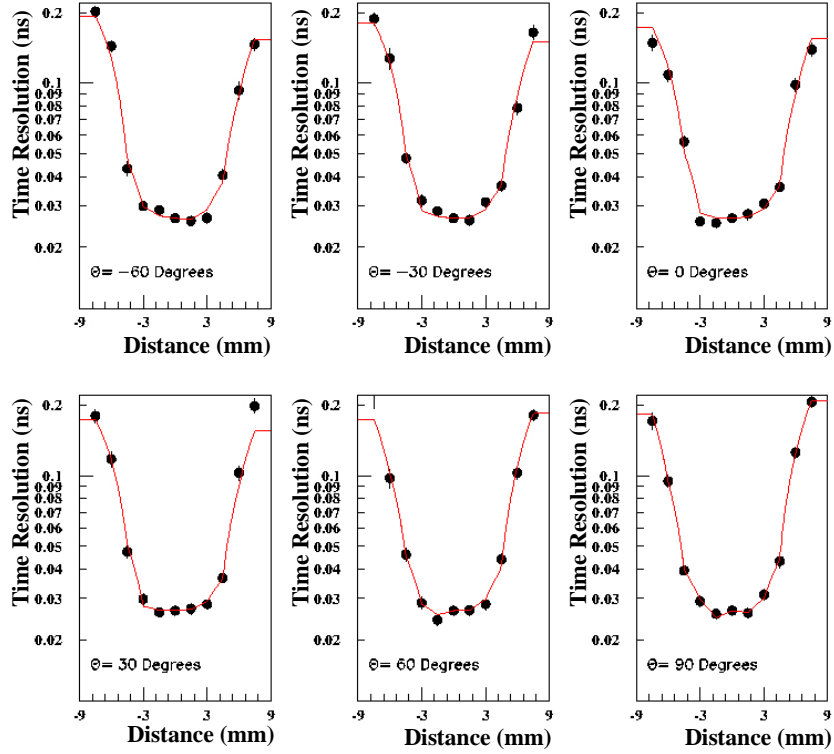 0.2
0.1
0.09
0.08
0.07
0.06
0.05
0.04
0.03
0.02
Time Resolution (ns)
Θ= −60 Degrees
-9 -3 3 9
Distance (mm)
0.2
0.1
0.09
0.08
0.07
0.06
0.05
0.04
0.03
0.02
Time Resolution (ns)
Θ= −30 Degrees
-9 -3 3 9
Distance (mm)
0.2
0.1
0.09
0.08
0.07
0.06
0.05
0.04
0.03
0.02
Time Resolution (ns)
Θ= 0 Degrees
-9 -3 3 9
Distance (mm)
0.2
0.1
0.09
0.08
0.07
0.06
0.05
0.04
0.03
0.02
Time Resolution (ns)
Θ= 30 Degrees
-9 -3 3 9
Distance (mm)
0.2
0.1
0.09
0.08
0.07
0.06
0.05
0.04
0.03
0.02
Time Resolution (ns)
Θ= 60 Degrees
-9 -3 3 9
Distance (mm)
0.2
0.1
0.09
0.08
0.07
0.06
0.05
0.04
0.03
0.02
Time Resolution (ns)
Θ= 90 Degrees
-9 -3 3 9
Distance (mm)